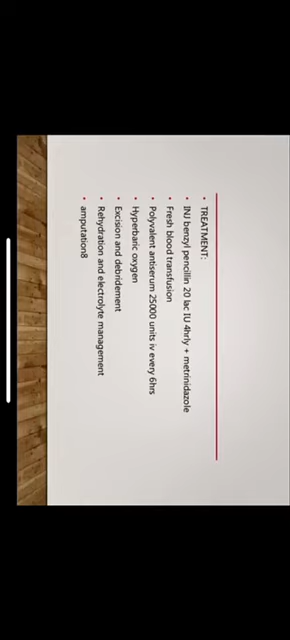 TREATMENT:
INJ benzyl pencillin 20 lac IU 4hrly + metrinidazole
Fresh blood transfusion
Polyvalent antiserum 25000 units iv every 6hrs
Hyperbaric oxygen
Excision and debridement
Rehydration and electrolyte management
amputation8